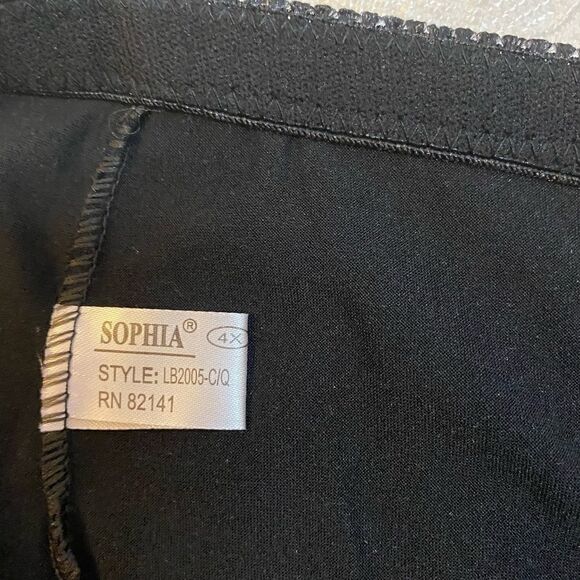 SOPHIA® 4X
STYLE: LB2005-C/Q
RN 82141